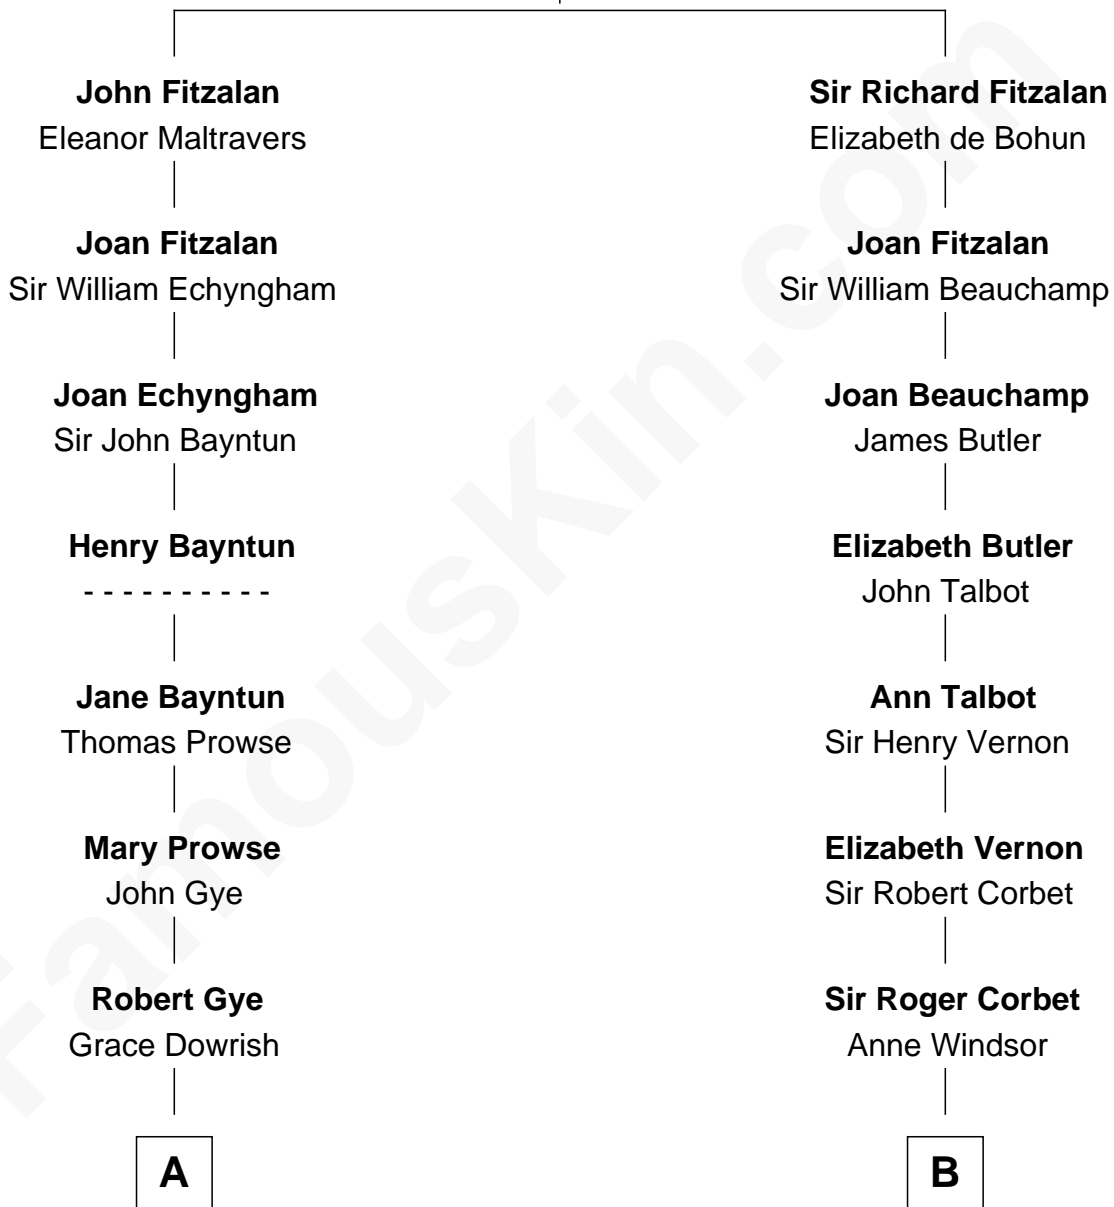 John Fitzalan
Eleanor Maltravers
Joan Fitzalan
Sir William Echyngham
Joan Echyngham
Sir John Bayntun
Henry Bayntun
- - - - - - - - - -
Jane Bayntun
Thomas Prowse
Mary Prowse
John Gye
Robert Gye
Grace Dowrish
A
Sir Richard Fitzalan
Elizabeth de Bohun
Joan Fitzalan
Sir William Beauchamp
Joan Beauchamp
James Butler
Elizabeth Butler
John Talbot
Ann Talbot
Sir Henry Vernon
Elizabeth Vernon
Sir Robert Corbet
Sir Roger Corbet
Anne Windsor
B
FamousKin.com